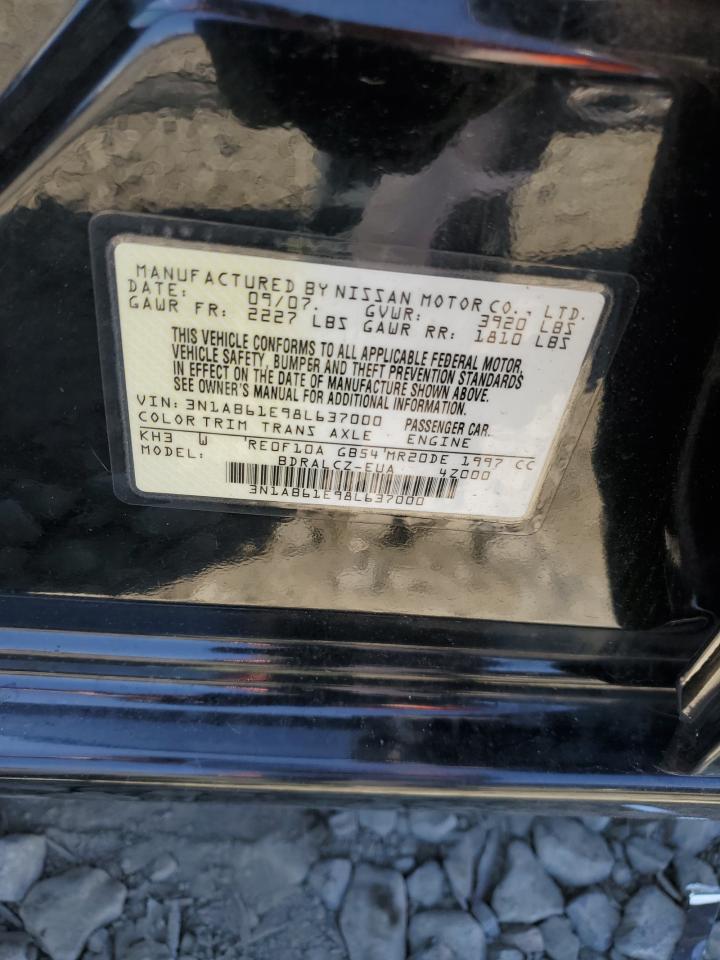 MANUFACTURED BY NISSAN MOTOR CO., LTD.
DATE: 09/07. GVWR: 3920 LBS
GAWR FR: 2227 LBS GAWR RR: 1810 LBS
THIS VEHICLE CONFORMS TO ALL APPLICABLE FEDERAL MOTOR
VEHICLE SAFETY, BUMPER AND THEFT PREVENTION STANDARDS
IN EFFECT ON THE DATE OF MANUFACTURE SHOWN ABOVE.
SEE OWNER'S MANUAL FOR ADDITIONAL INFORMATION.
VIN: 3N1AB61E98L637000 PASSENGER CAR.
COLOR TRIM TRANS AXLE ENGINE
KH3 W RE0F10A GB54 MR20DE 1997 CC
MODEL: BDRALCZ-EUA 4Z000
3N1AB61E98L637000